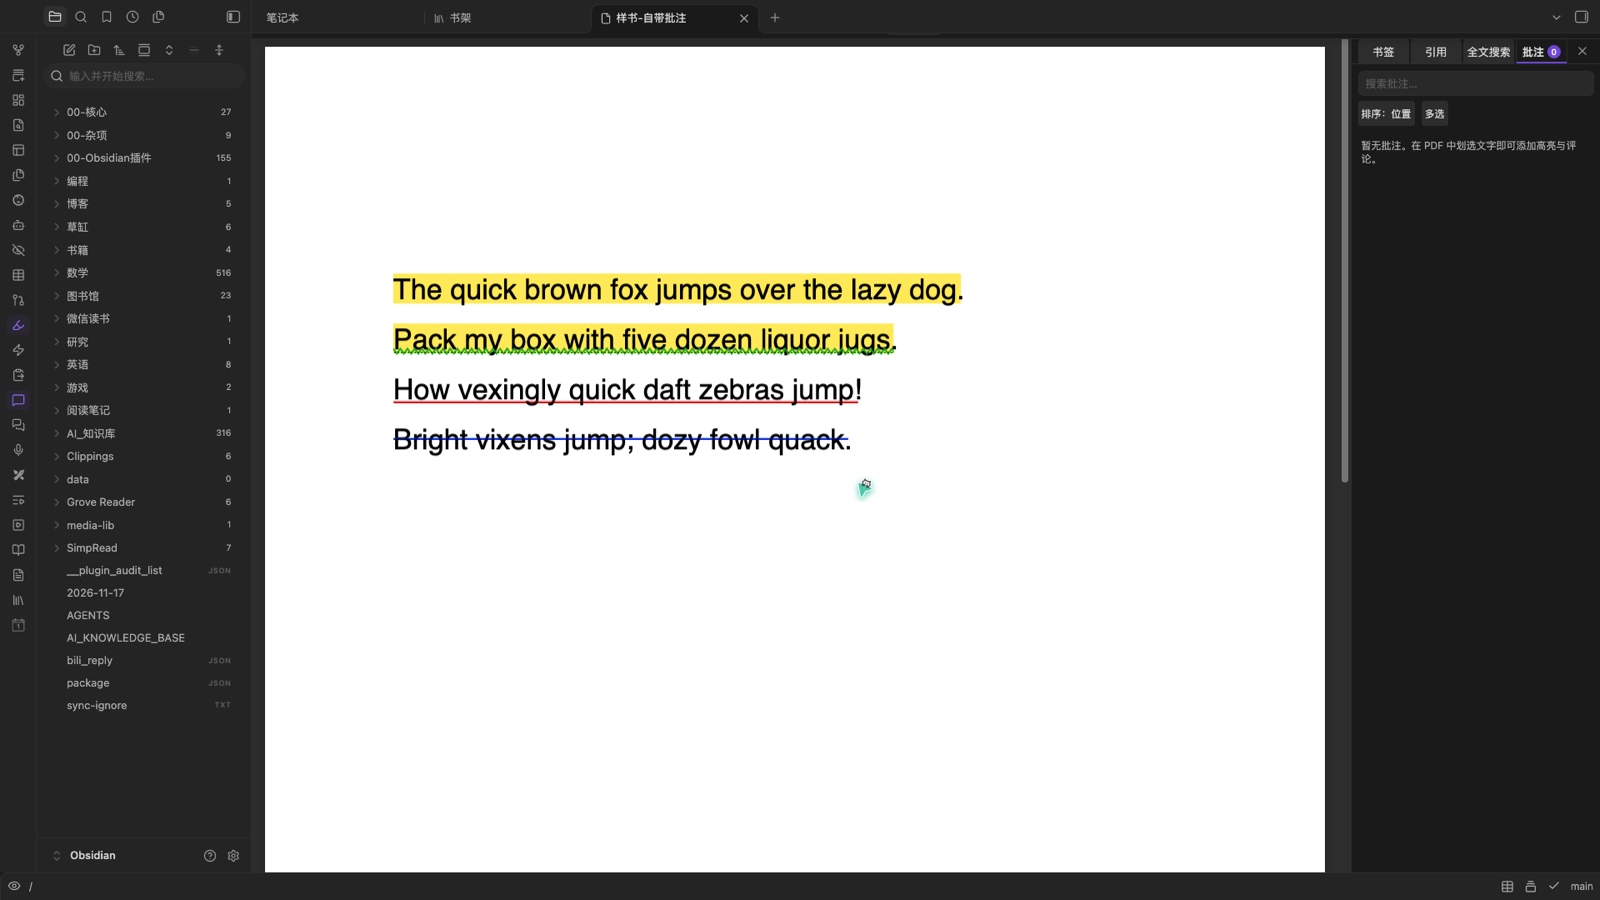 笔记本
书架
样书-自带批注
输入并开始搜索...
00-核心 27
00-杂项 9
00-Obsidian插件 155
编程 1
博客 5
草缸 6
书籍 4
数学 516
图书馆 23
微信读书 1
研究 1
英语 8
游戏 2
阅读笔记 1
AI_知识库 316
Clippings 6
data 0
Grove Reader 6
media-lib 1
SimpRead 7
__plugin_audit_list JSON
2026-11-17
AGENTS
AI_KNOWLEDGE_BASE
bili_reply JSON
package JSON
sync-ignore TXT
Obsidian
The quick brown fox jumps over the lazy dog.
Pack my box with five dozen liquor jugs.
How vexingly quick daft zebras jump!
Bright vixens jump; dozy fowl quack.
书签 引用 全文搜索 批注 0
搜索批注...
排序：位置 多选
暂无批注。在 PDF 中划选文字即可添加高亮与评
论。
/
main